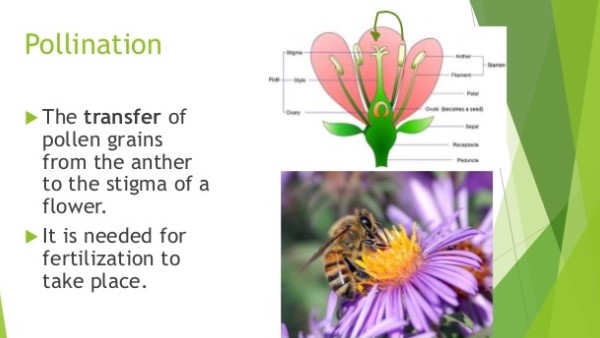 Pollination
The transfer of
pollen grains
from the anther
to the stigma of a
flower.
It is needed for
fertilization to
take place.
Stigma
Pistil
Style
Ovary
Anther
Stamen
Filament
Petal
Ovule (becomes a seed)
Sepal
Receptacle
Peduncle